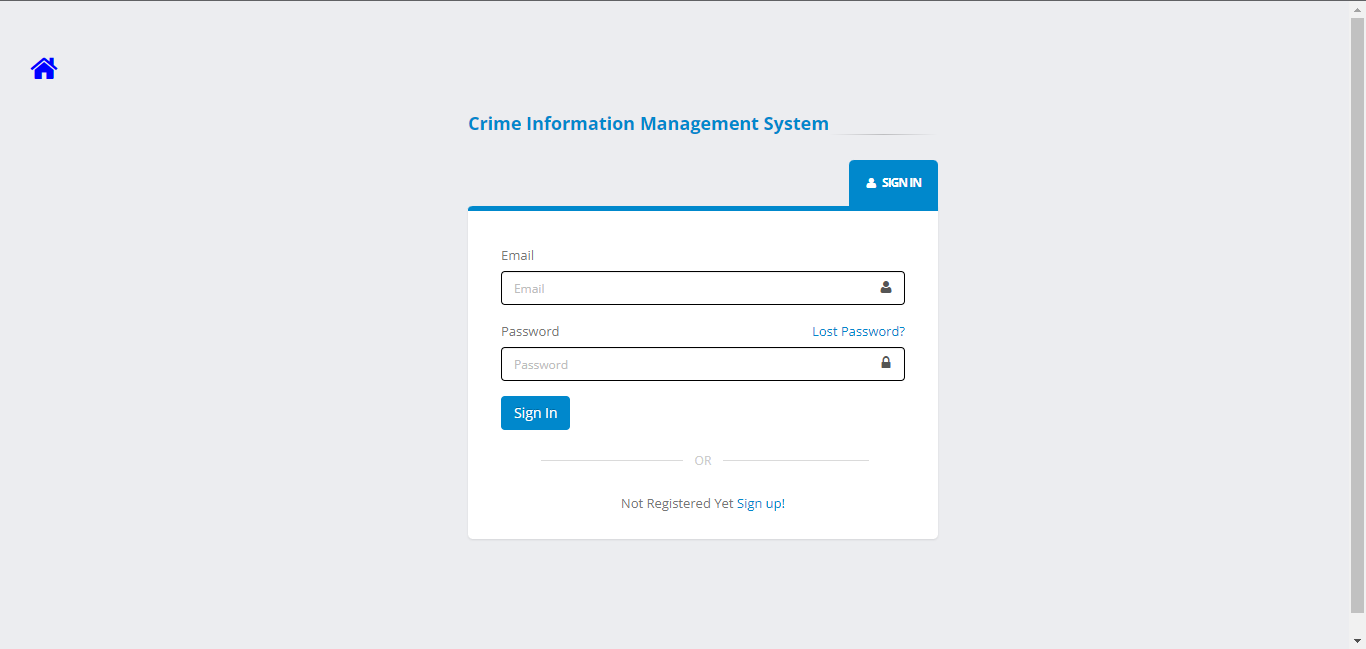 Crime Information Management System
SIGN IN
Email
Email
Password Lost Password?
Password
Sign In
OR
Not Registered Yet Sign up!